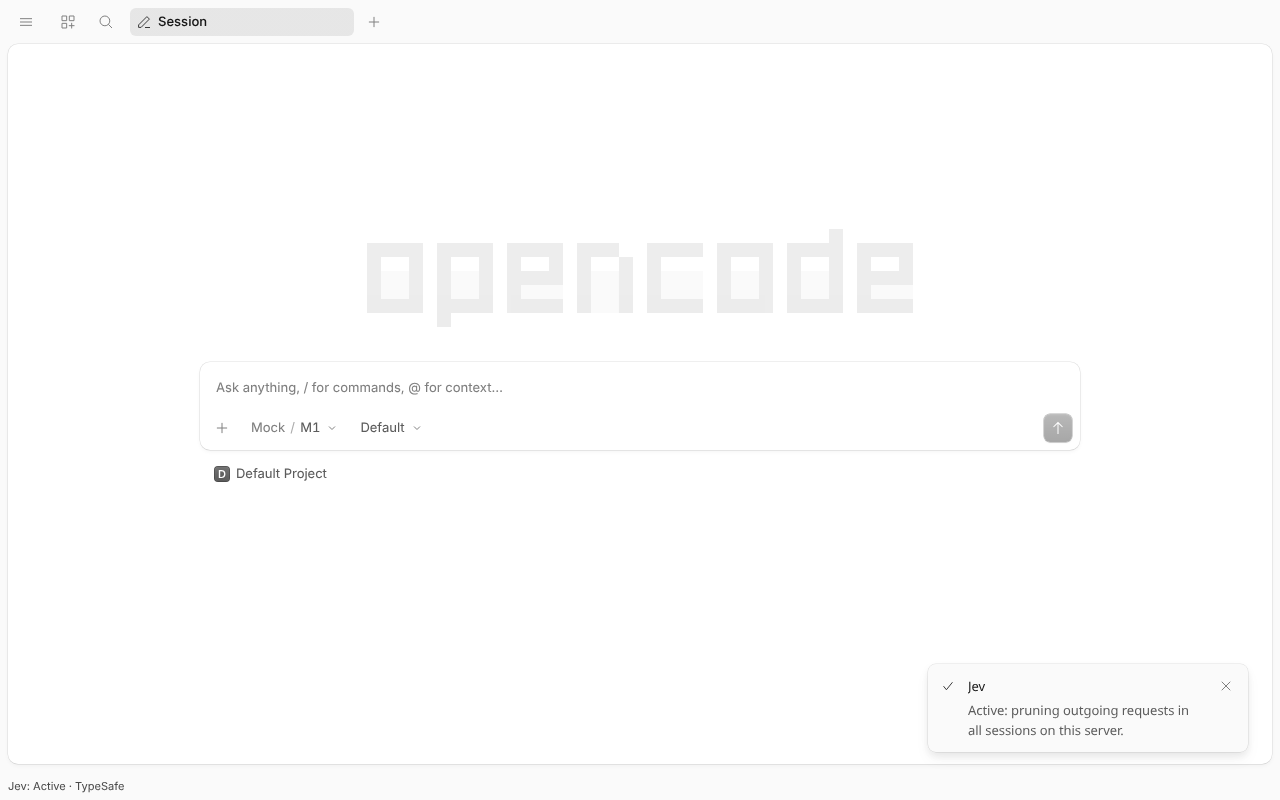 Session
opencode
Ask anything, / for commands, @ for context...
Mock / M1 Default
D Default Project
Jev
Active: pruning outgoing requests in
all sessions on this server.
Jev: Active · TypeSafe